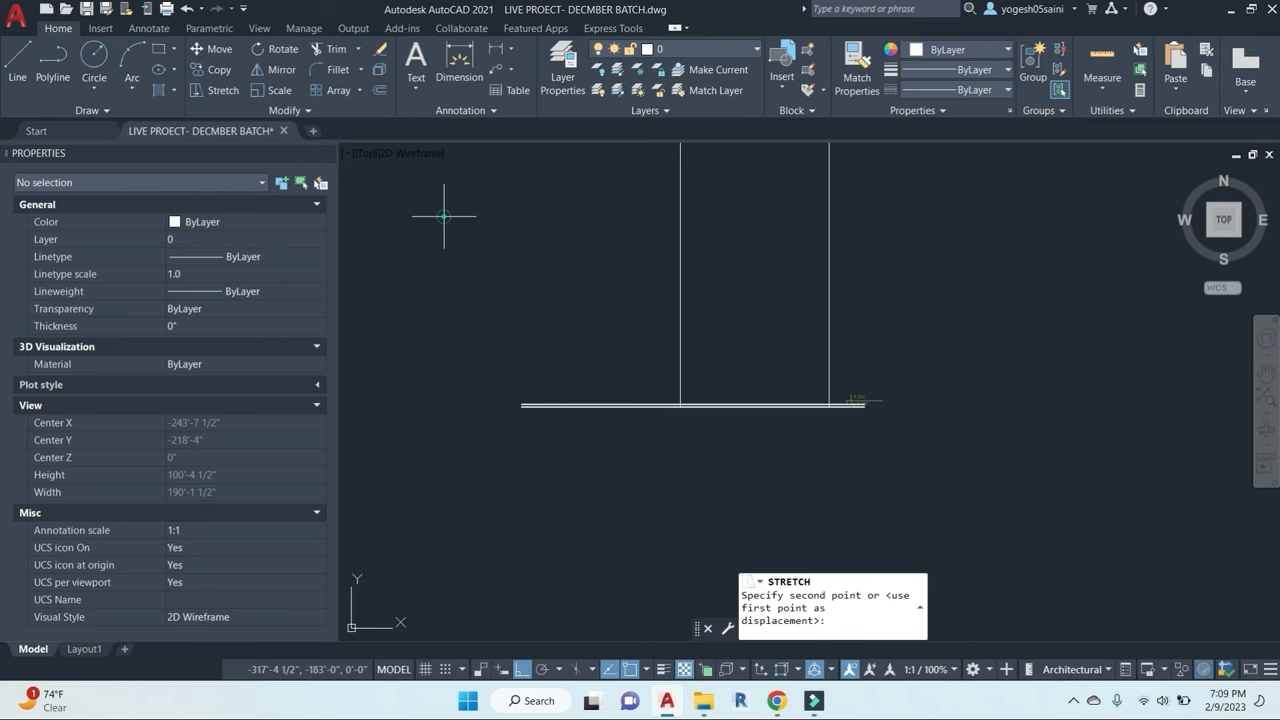 Autodesk AutoCAD 2021 LIVE PROECT- DECMBER BATCH.dwg
Type a keyword or phrase
yogesh05saini
Home Insert Annotate Parametric View Manage Output Add-ins Collaborate Featured Apps Express Tools
Line Polyline Circle Arc
Move Rotate Trim
Copy Mirror Fillet
Stretch Scale Array
Text Dimension Table
Layer Properties
0
Make Current
Match Layer
Insert
Match Properties
ByLayer
ByLayer
ByLayer
Group Measure Paste Base
Draw Modify Annotation Layers Block Properties Groups Utilities Clipboard View
Start LIVE PROECT- DECMBER BATCH*
PROPERTIES
[−][Top][2D Wireframe]
No selection
General
Color ByLayer
Layer 0
Linetype ByLayer
Linetype scale 1.0
Lineweight ByLayer
Transparency ByLayer
Thickness 0"
3D Visualization
Material ByLayer
Plot style
View
Center X -243'-7 1/2"
Center Y -218'-4"
Center Z 0"
Height 100'-4 1/2"
Width 190'-1 1/2"
Misc
Annotation scale 1:1
UCS icon On Yes
UCS icon at origin Yes
UCS per viewport Yes
UCS Name
Visual Style 2D Wireframe
N
W TOP E
S
WCS
Y
X
STRETCH
Specify second point or <use
first point as
displacement>:
Model Layout1
-317'-4 1/2", -183'-0", 0'-0" MODEL 1:1 / 100% Architectural
1
74°F
Clear
Search
7:09 PM
2/9/2023